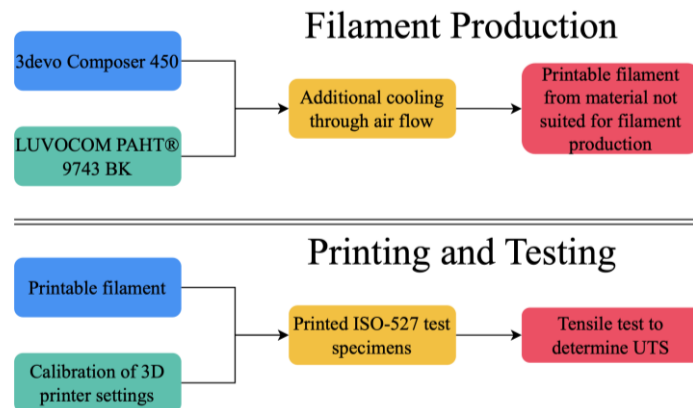 Filament Production
3devo Composer 450
LUVOCOM PAHT®
9743 BK
Additional cooling
through air flow
Printable filament
from material not
suited for filament
production
Printing and Testing
Printable filament
Calibration of 3D
printer settings
Printed ISO-527 test
specimens
Tensile test to
determine UTS